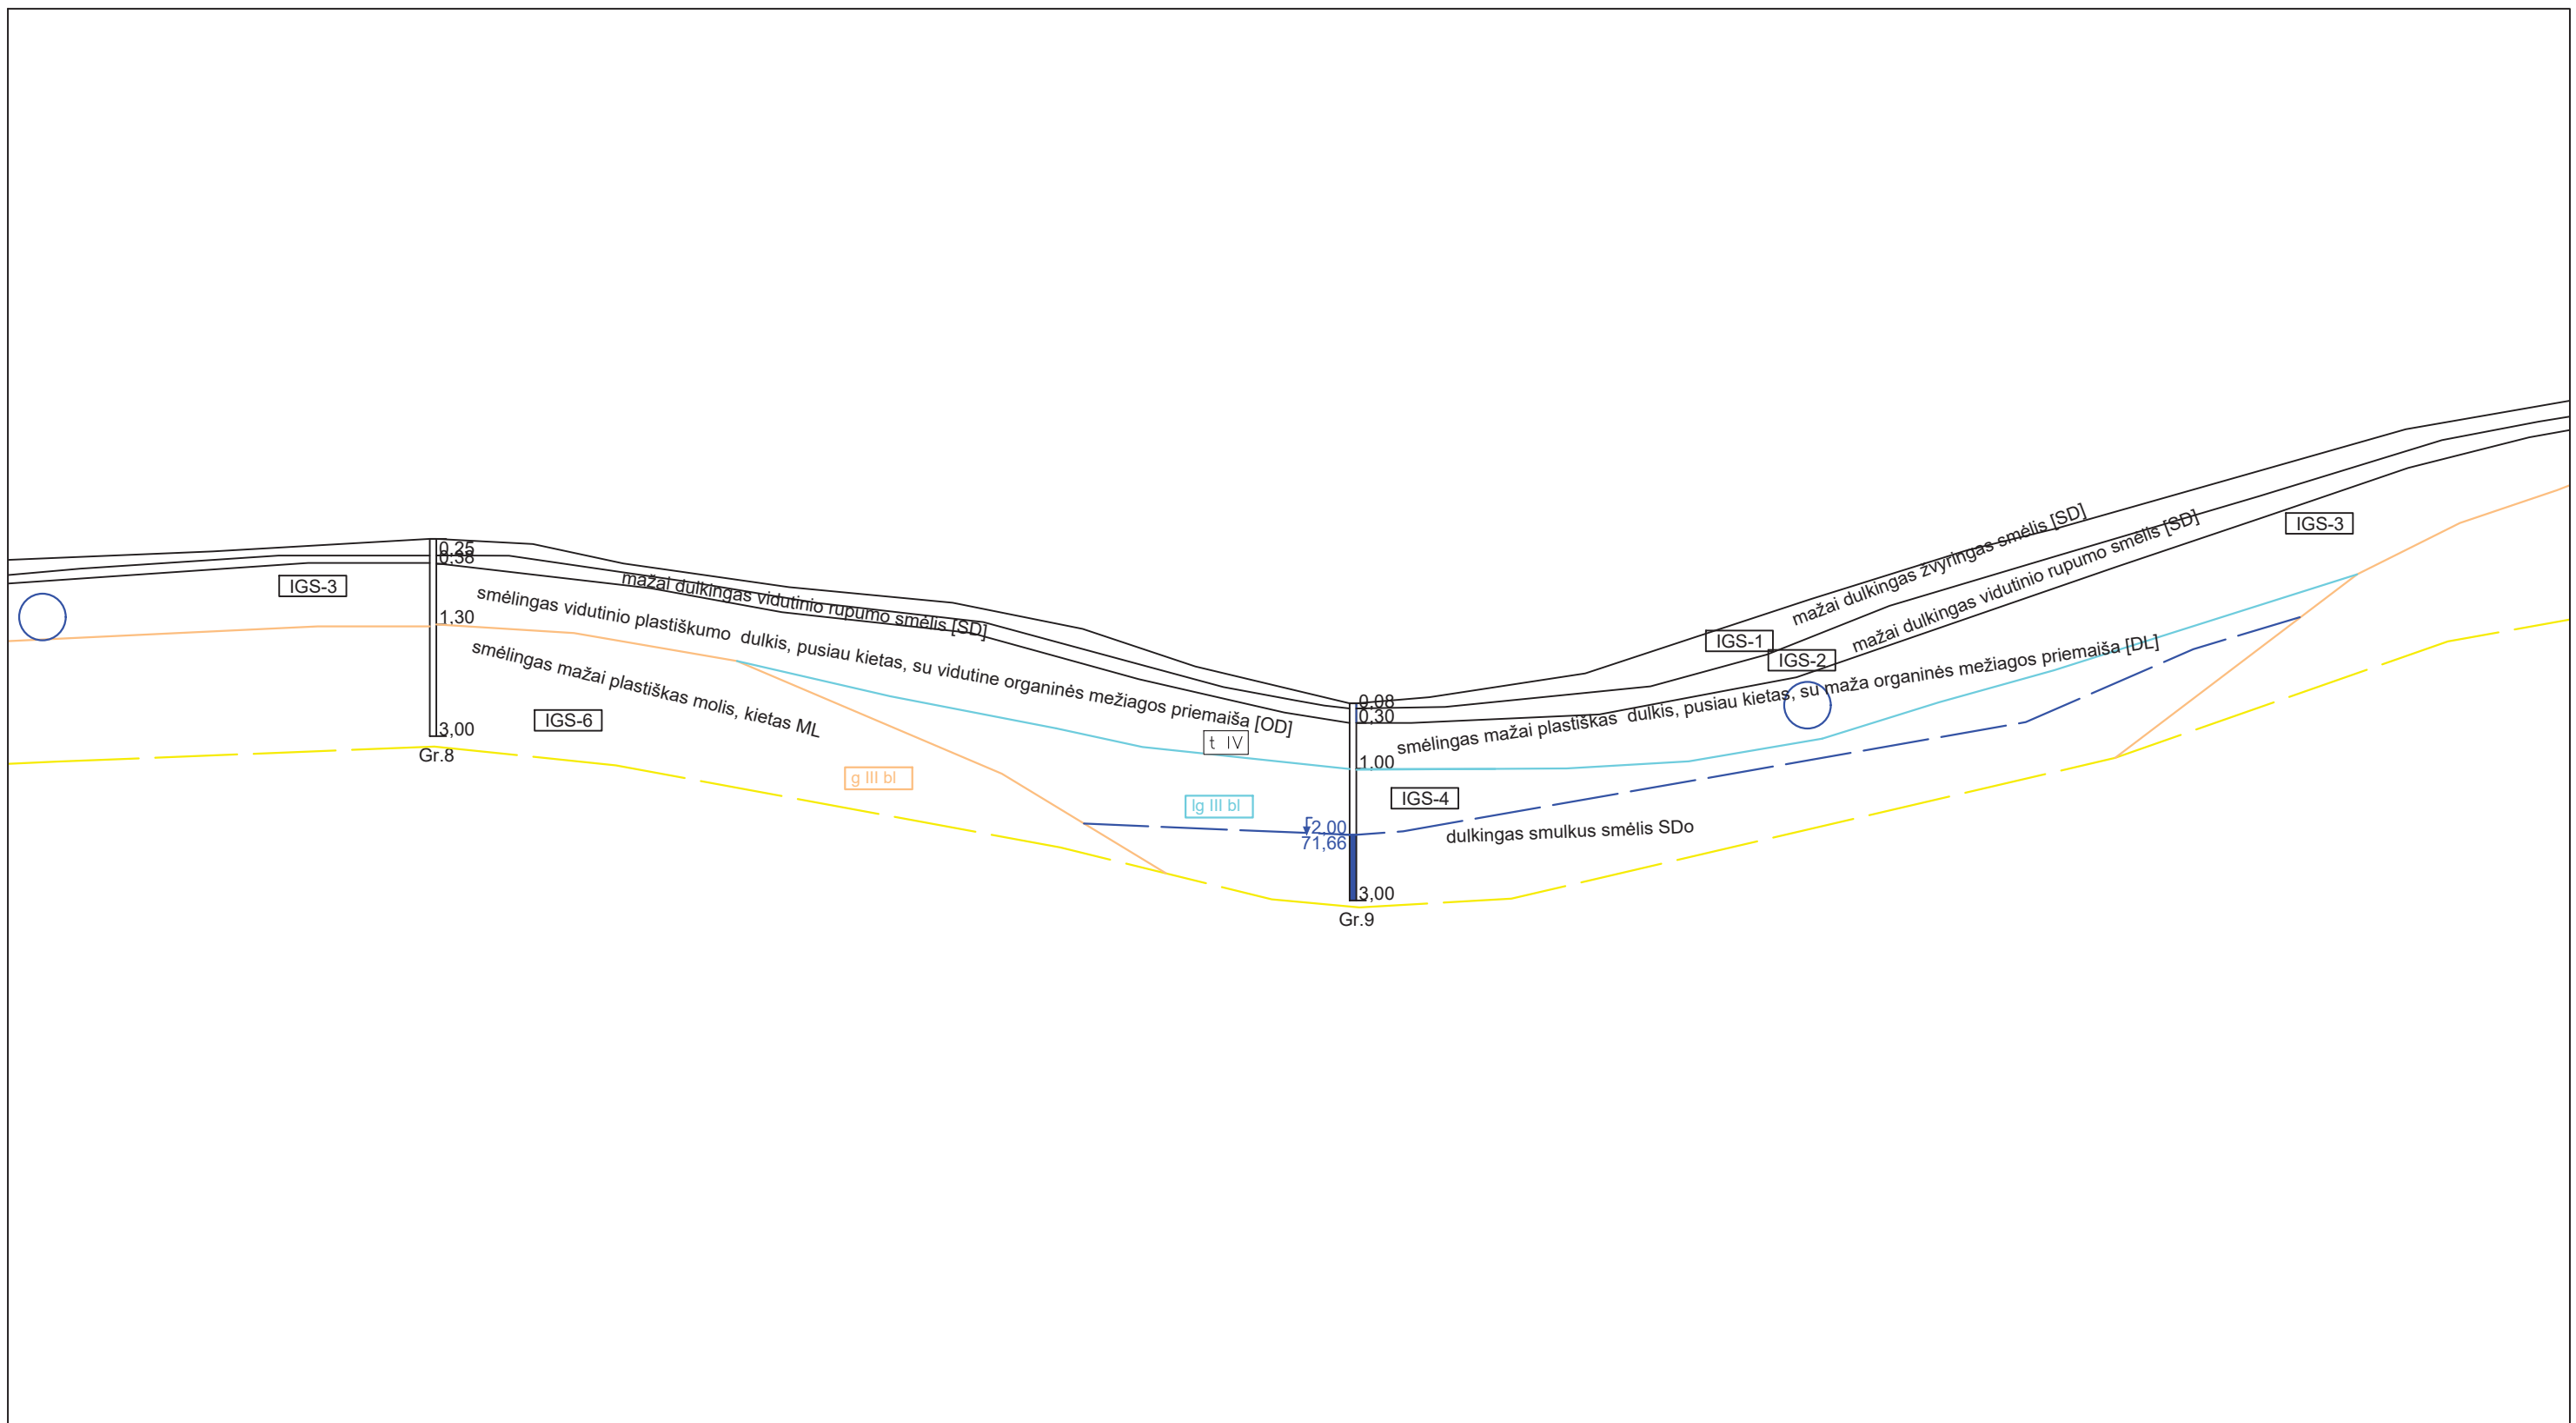 mažai dulkingas žvyringas smėlis [SD]
IGS-3
mažai dulkingas vidutinio rupumo smėlis [SD]
0,25
0,38
IGS-3
mažai dulkingas vidutinio rupumo smėlis [SD]
smėlingas vidutinio plastiškumo dulkis, pusiau kietas, su vidutine organinės mežiagos priemaiša [OD]
1,30
IGS-1
IGS-2
smėlingas mažai plastiškas dulkis, pusiau kietas, su maža organinės mežiagos priemaiša [DL]
smėlingas mažai plastiškas molis, kietas ML
0,08
0,30
IGS-6
3,00
Gr.8
t IV
1,00
g III bl
lg III bl
IGS-4
2,00
71,66
dulkingas smulkus smėlis SDo
3,00
Gr.9